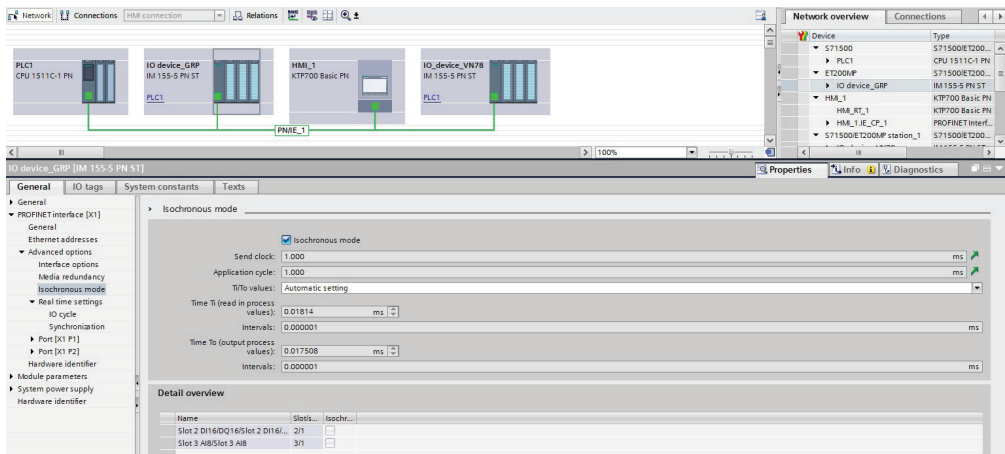 Network Connections HMI connection Relations
Network overview Connections
Device Type
S71500 S71500/ET200...
PLC1 CPU 1511C-1 PN
ET200MP S71500/ET200...
IO device_GRP IM 155-5 PN ST
HMI_1 KTP700 Basic PN
HMI_RT_1 KTP700 Basic PN
HMI_1.IE_CP_1 PROFINET Interf...
S71500/ET200MP station_1 S71500/ET200...
PLC1
CPU 1511C-1 PN
IO device_GRP
IM 155-5 PN ST
PLC1
HMI_1
KTP700 Basic PN
IO_device_VN78
IM 155-5 PN ST
PLC1
PN/IE_1
100%
IO device_GRP [IM 155-5 PN ST]
Properties Info Diagnostics
General IO tags System constants Texts
General
PROFINET interface [X1]
General
Ethernet addresses
Advanced options
Interface options
Media redundancy
Isochronous mode
Real time settings
IO cycle
Synchronization
Port [X1 P1]
Port [X1 P2]
Hardware identifier
Module parameters
System power supply
Hardware identifier
Isochronous mode
Isochronous mode
Send clock: 1.000 ms
Application cycle: 1.000 ms
Ti/To values: Automatic setting
Time Ti (read in process
values): 0.01814 ms
Intervals: 0.000001 ms
Time To (output process
values): 0.017508 ms
Intervals: 0.000001 ms
Detail overview
Name Slot/s... Isochr...
Slot 2 DI16/DQ16/Slot 2 DI16/... 2/1
Slot 3 AI8/Slot 3 AI8 3/1